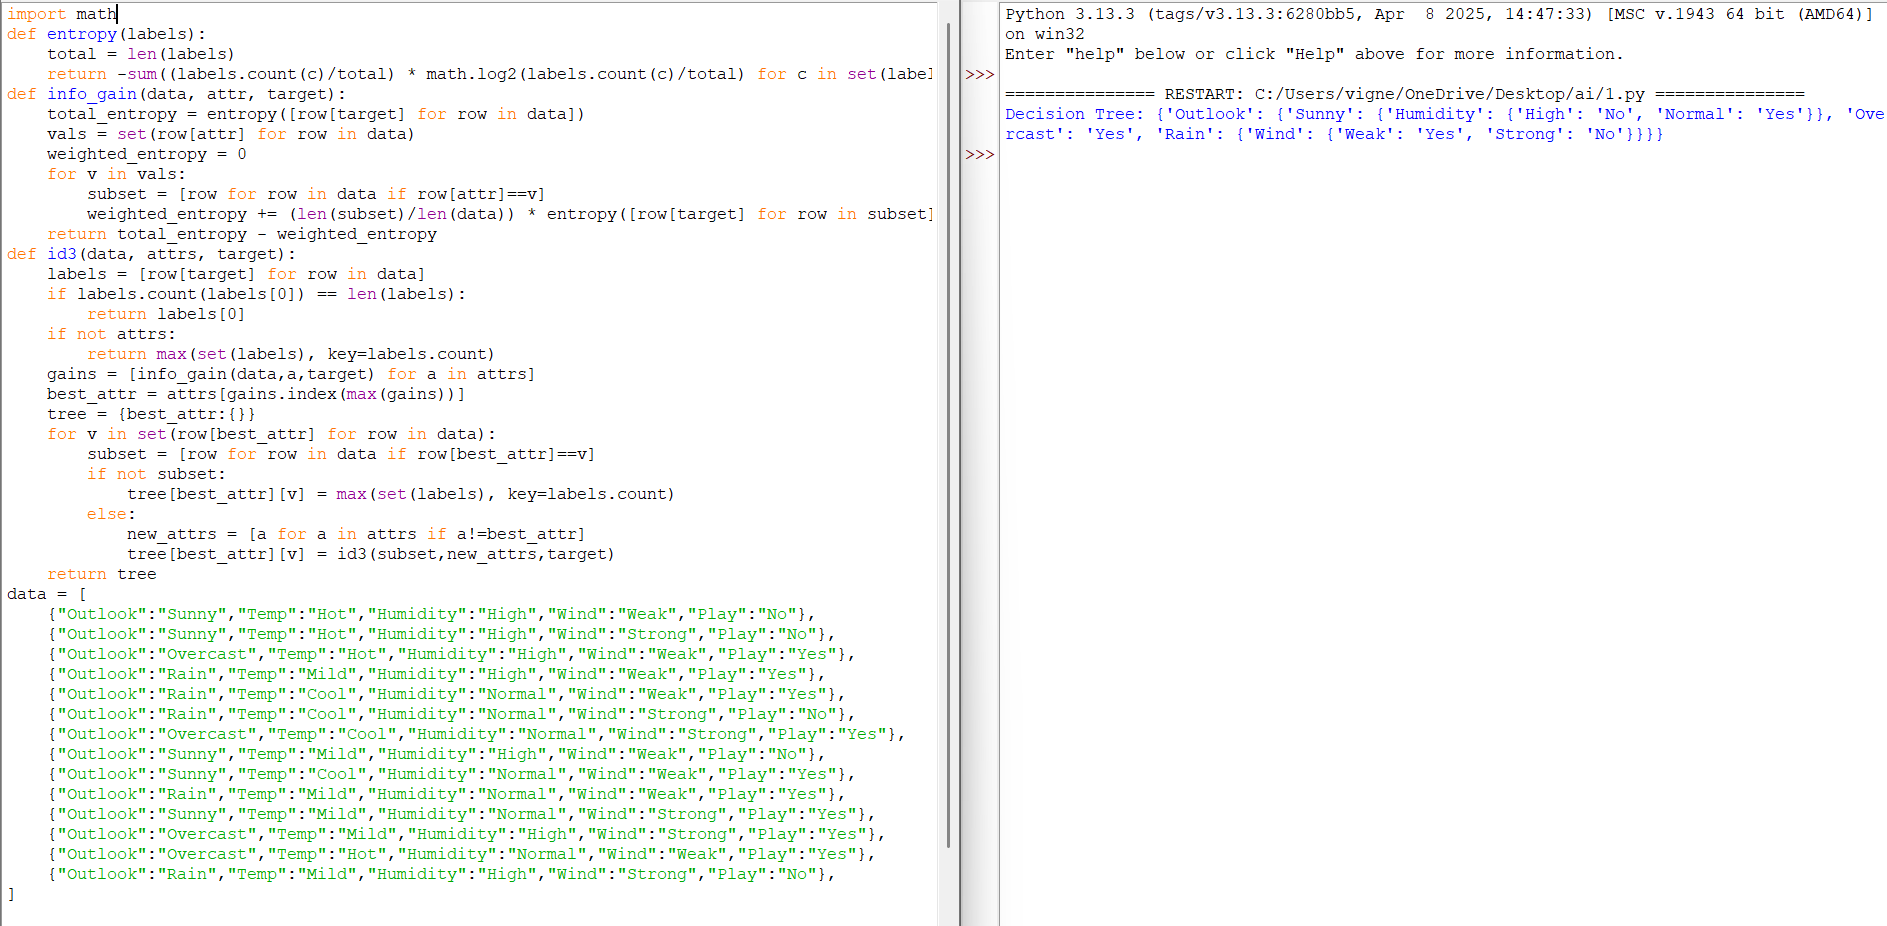 import math
def entropy(labels):
    total = len(labels)
    return -sum((labels.count(c)/total) * math.log2(labels.count(c)/total) for c in set(label
def info_gain(data, attr, target):
    total_entropy = entropy([row[target] for row in data])
    vals = set(row[attr] for row in data)
    weighted_entropy = 0
    for v in vals:
        subset = [row for row in data if row[attr]==v]
        weighted_entropy += (len(subset)/len(data)) * entropy([row[target] for row in subset]
    return total_entropy - weighted_entropy
def id3(data, attrs, target):
    labels = [row[target] for row in data]
    if labels.count(labels[0]) == len(labels):
        return labels[0]
    if not attrs:
        return max(set(labels), key=labels.count)
    gains = [info_gain(data,a,target) for a in attrs]
    best_attr = attrs[gains.index(max(gains))]
    tree = {best_attr:{}}
    for v in set(row[best_attr] for row in data):
        subset = [row for row in data if row[best_attr]==v]
        if not subset:
            tree[best_attr][v] = max(set(labels), key=labels.count)
        else:
            new_attrs = [a for a in attrs if a!=best_attr]
            tree[best_attr][v] = id3(subset,new_attrs,target)
    return tree
data = [
    {"Outlook":"Sunny","Temp":"Hot","Humidity":"High","Wind":"Weak","Play":"No"},
    {"Outlook":"Sunny","Temp":"Hot","Humidity":"High","Wind":"Strong","Play":"No"},
    {"Outlook":"Overcast","Temp":"Hot","Humidity":"High","Wind":"Weak","Play":"Yes"},
    {"Outlook":"Rain","Temp":"Mild","Humidity":"High","Wind":"Weak","Play":"Yes"},
    {"Outlook":"Rain","Temp":"Cool","Humidity":"Normal","Wind":"Weak","Play":"Yes"},
    {"Outlook":"Rain","Temp":"Cool","Humidity":"Normal","Wind":"Strong","Play":"No"},
    {"Outlook":"Overcast","Temp":"Cool","Humidity":"Normal","Wind":"Strong","Play":"Yes"},
    {"Outlook":"Sunny","Temp":"Mild","Humidity":"High","Wind":"Weak","Play":"No"},
    {"Outlook":"Sunny","Temp":"Cool","Humidity":"Normal","Wind":"Weak","Play":"Yes"},
    {"Outlook":"Rain","Temp":"Mild","Humidity":"Normal","Wind":"Weak","Play":"Yes"},
    {"Outlook":"Sunny","Temp":"Mild","Humidity":"Normal","Wind":"Strong","Play":"Yes"},
    {"Outlook":"Overcast","Temp":"Mild","Humidity":"High","Wind":"Strong","Play":"Yes"},
    {"Outlook":"Overcast","Temp":"Hot","Humidity":"Normal","Wind":"Weak","Play":"Yes"},
    {"Outlook":"Rain","Temp":"Mild","Humidity":"High","Wind":"Strong","Play":"No"},
]
Python 3.13.3 (tags/v3.13.3:6280bb5, Apr  8 2025, 14:47:33) [MSC v.1943 64 bit (AMD64)]
on win32
Enter "help" below or click "Help" above for more information.
>>>
=============== RESTART: C:/Users/vigne/OneDrive/Desktop/ai/1.py ===============
Decision Tree: {'Outlook': {'Sunny': {'Humidity': {'High': 'No', 'Normal': 'Yes'}}, 'Ove
rcast': 'Yes', 'Rain': {'Wind': {'Weak': 'Yes', 'Strong': 'No'}}}}
>>>